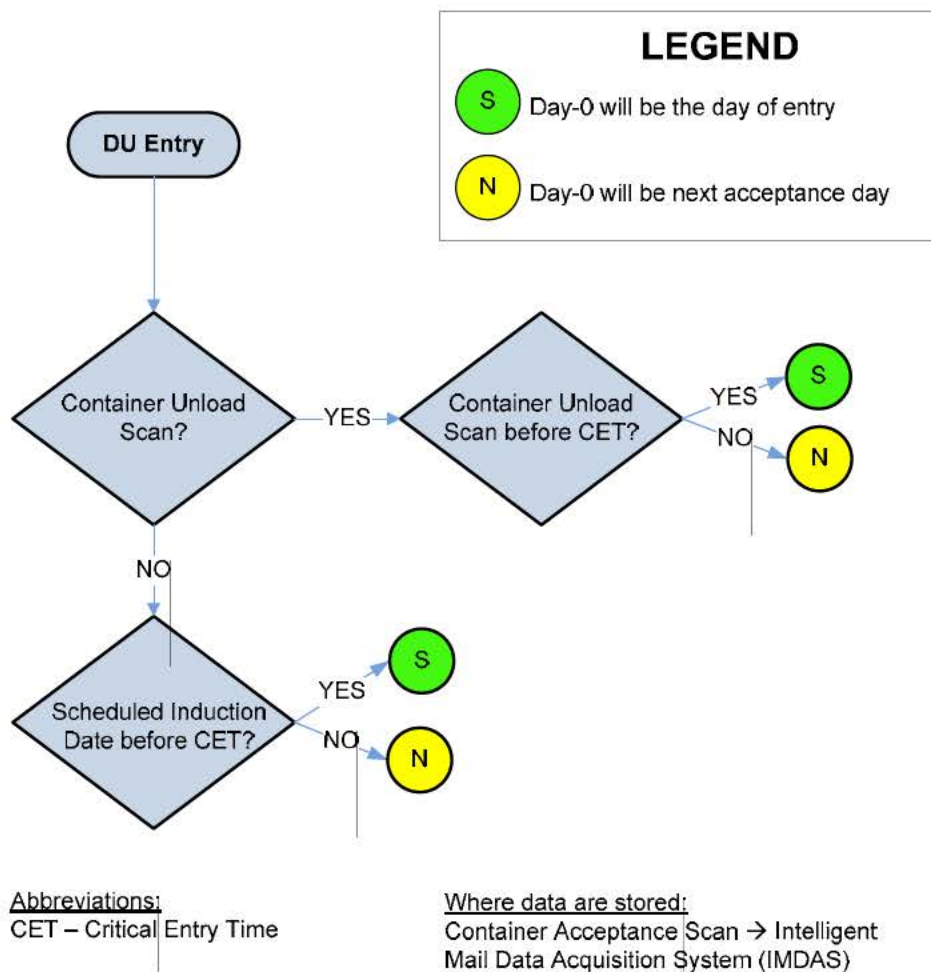 LEGEND
S Day-0 will be the day of entry
N Day-0 will be next acceptance day
DU Entry
Container Unload
Scan?
YES
Container Unload
Scan before CET?
YES
S
NO
N
NO
Scheduled Induction
Date before CET?
YES
S
NO
N
Abbreviations:
CET – Critical Entry Time
Where data are stored:
Container Acceptance Scan → Intelligent
Mail Data Acquisition System (IMDAS)